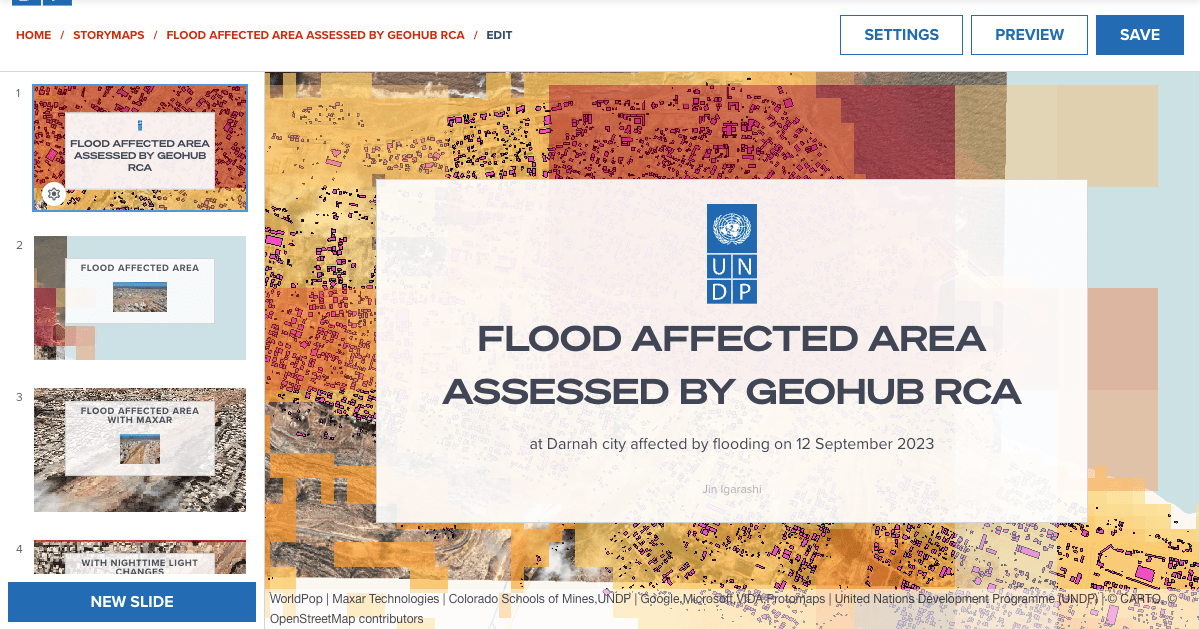 HOME / STORYMAPS / FLOOD AFFECTED AREA ASSESSED BY GEOHUB RCA / EDIT
SETTINGS
PREVIEW
SAVE
1
FLOOD AFFECTED AREA
ASSESSED BY GEOHUB
RCA
2
FLOOD AFFECTED AREA
3
FLOOD AFFECTED AREA
WITH MAXAR
4
WITH NIGHTTIME LIGHT
CHANGES
NEW SLIDE
U N
D P
FLOOD AFFECTED AREA
ASSESSED BY GEOHUB RCA
at Darnah city affected by flooding on 12 September 2023
Jin Igarashi
WorldPop | Maxar Technologies | Colorado Schools of Mines,UNDP | Google,Microsoft,VIDA,Protomaps | United Nations Development Programme (UNDP) | © CARTO, ©
OpenStreetMap contributors